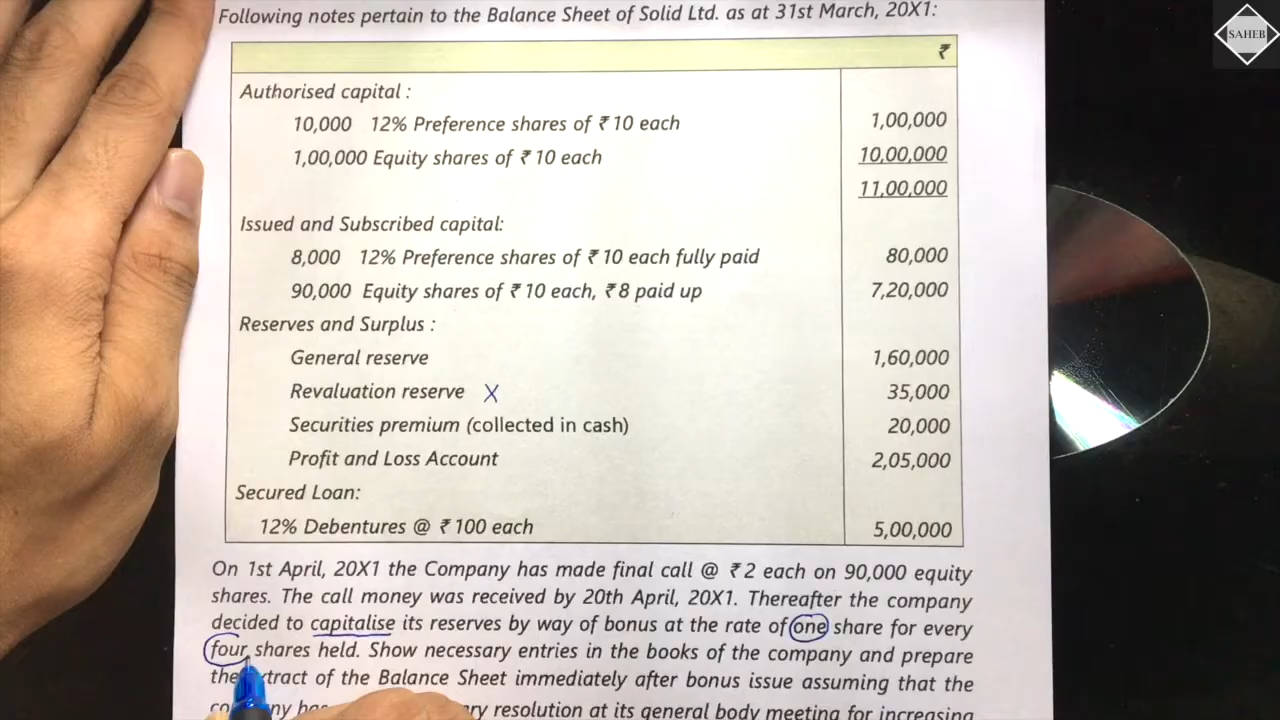 Following notes pertain to the Balance Sheet of Solid Ltd. as at 31st March, 20X1:
SAHEB
₹
Authorised capital :
10,000 12% Preference shares of ₹ 10 each 1,00,000
1,00,000 Equity shares of ₹ 10 each 10,00,000
11,00,000
Issued and Subscribed capital:
8,000 12% Preference shares of ₹ 10 each fully paid 80,000
90,000 Equity shares of ₹ 10 each, ₹ 8 paid up 7,20,000
Reserves and Surplus :
General reserve 1,60,000
Revaluation reserve X 35,000
Securities premium (collected in cash) 20,000
Profit and Loss Account 2,05,000
Secured Loan:
12% Debentures @ ₹ 100 each 5,00,000
On 1st April, 20X1 the Company has made final call @ ₹ 2 each on 90,000 equity
shares. The call money was received by 20th April, 20X1. Thereafter the company
decided to capitalise its reserves by way of bonus at the rate of one share for every
four shares held. Show necessary entries in the books of the company and prepare
the of the Balance Sheet immediately after bonus issue assuming that the
resolution at its general body meeting for increasing